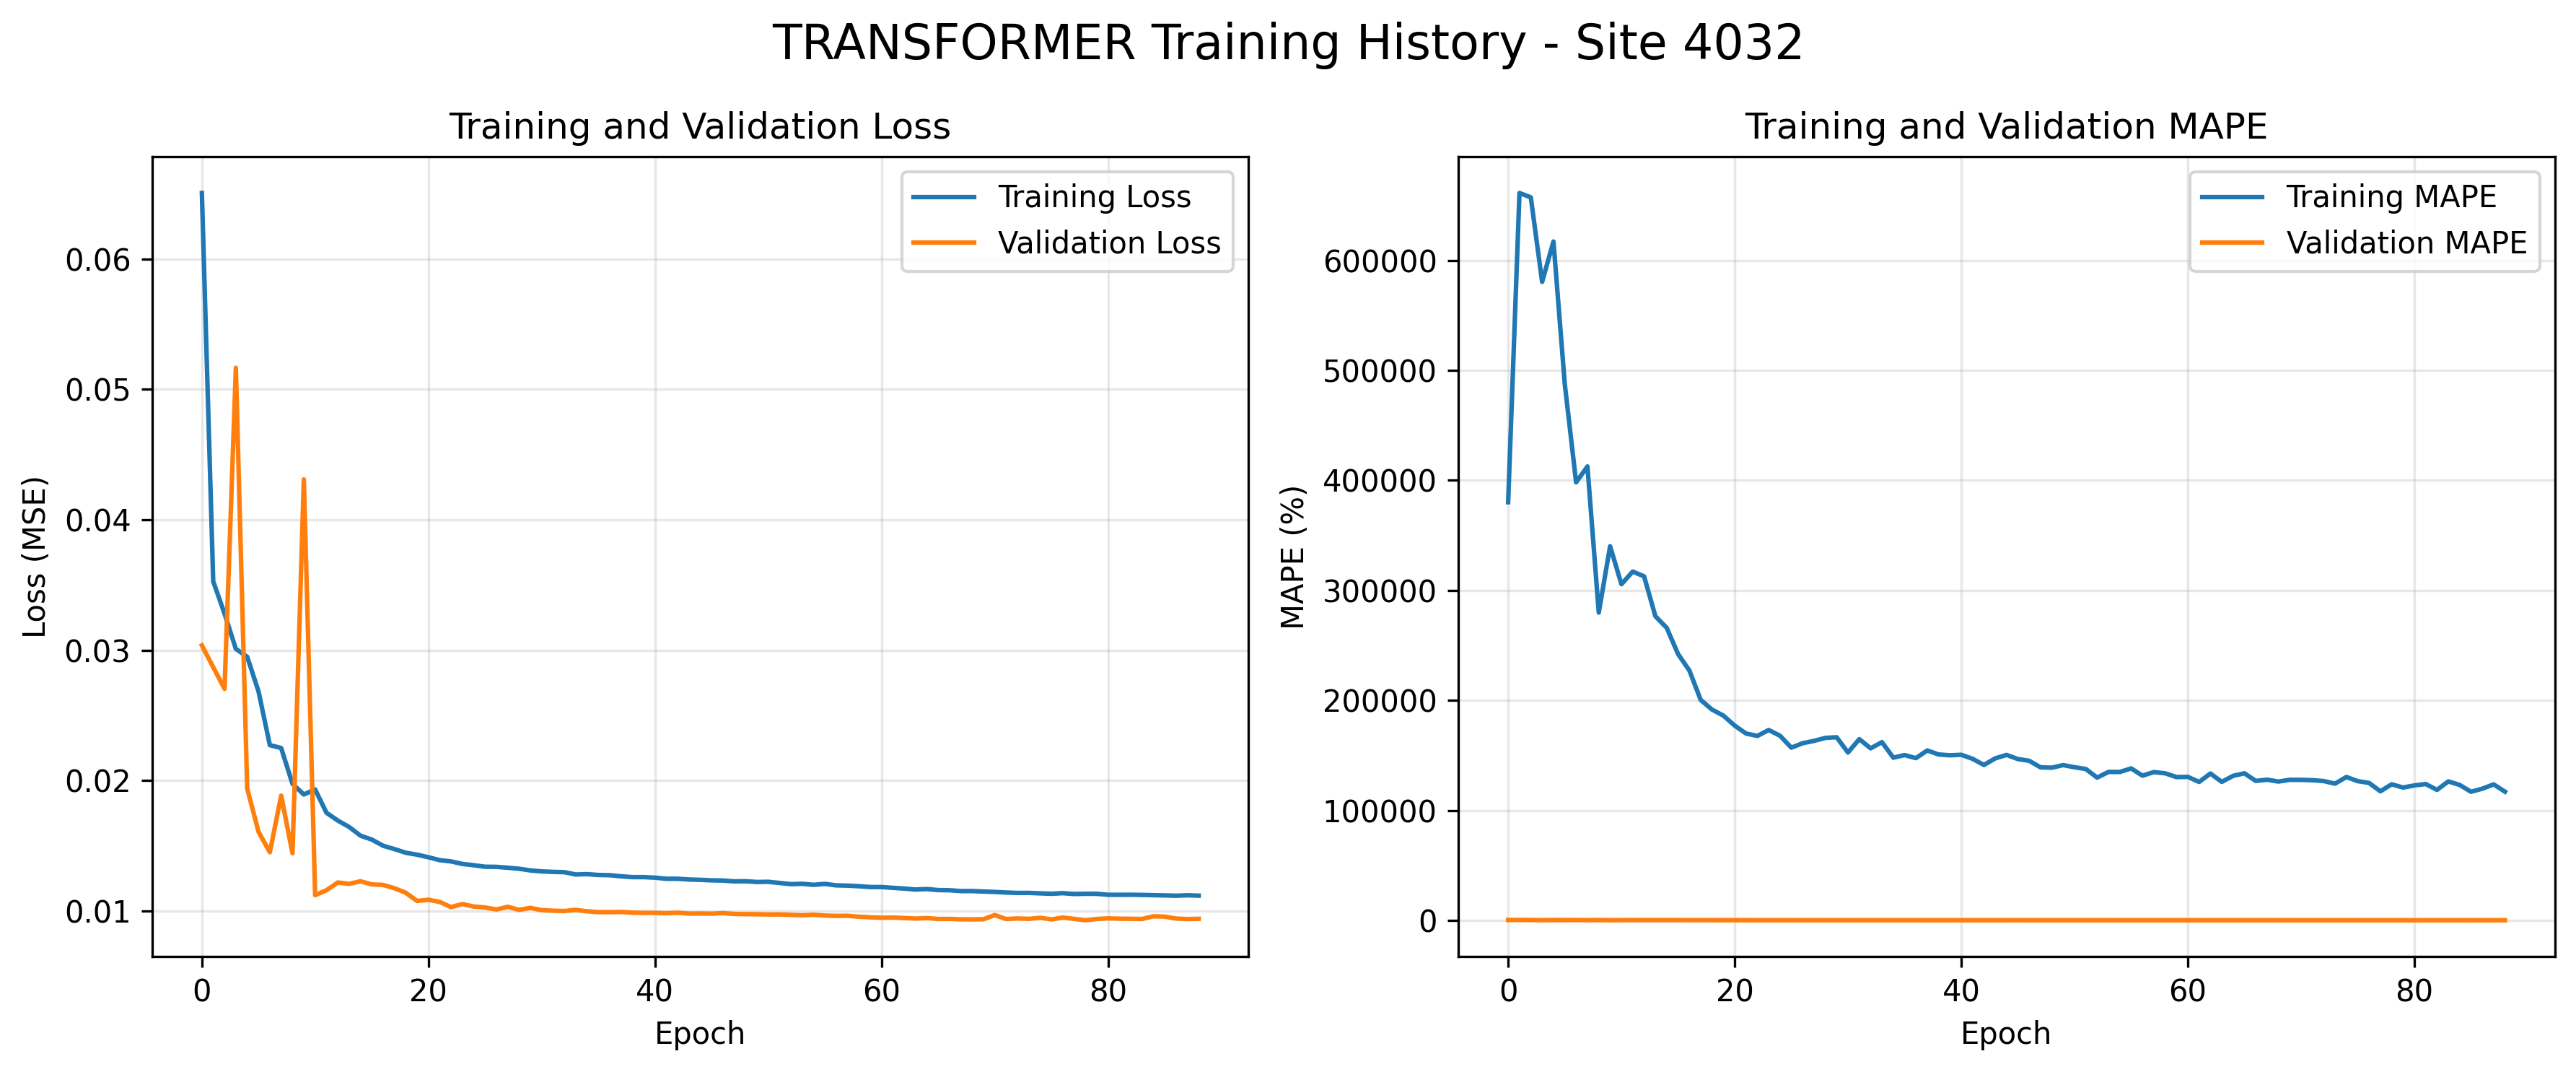 TRANSFORMER Training History - Site 4032
Training and Validation Loss
Training Loss
Validation Loss
Loss (MSE)
0.06
0.05
0.04
0.03
0.02
0.01
0 20 40 60 80
Epoch
Training and Validation MAPE
Training MAPE
Validation MAPE
MAPE (%)
600000
500000
400000
300000
200000
100000
0
0 20 40 60 80
Epoch